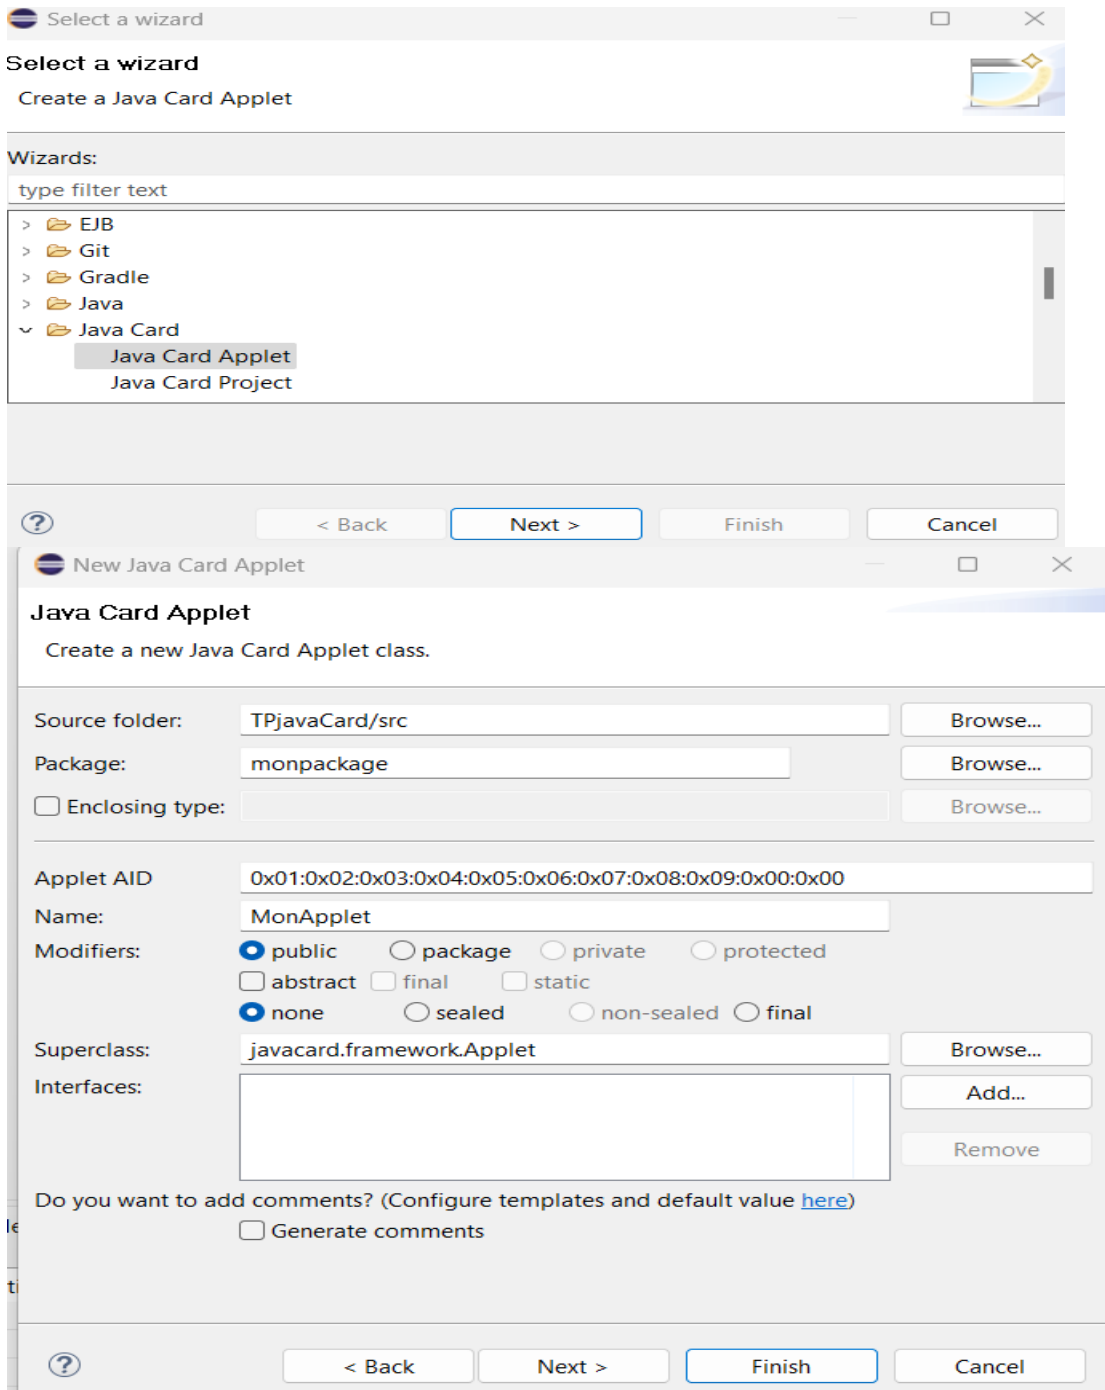 Select a wizard
Select a wizard
Create a Java Card Applet
Wizards:
type filter text
EJB
Git
Gradle
Java
Java Card
Java Card Applet
Java Card Project
< Back Next > Finish Cancel
New Java Card Applet
Java Card Applet
Create a new Java Card Applet class.
Source folder: TPjavaCard/src Browse...
Package: monpackage Browse...
Enclosing type: Browse...
Applet AID 0x01:0x02:0x03:0x04:0x05:0x06:0x07:0x08:0x09:0x00:0x00
Name: MonApplet
Modifiers: public package private protected
abstract final static
none sealed non-sealed final
Superclass: javacard.framework.Applet Browse...
Interfaces: Add...
Remove
Do you want to add comments? (Configure templates and default value here)
Generate comments
< Back Next > Finish Cancel